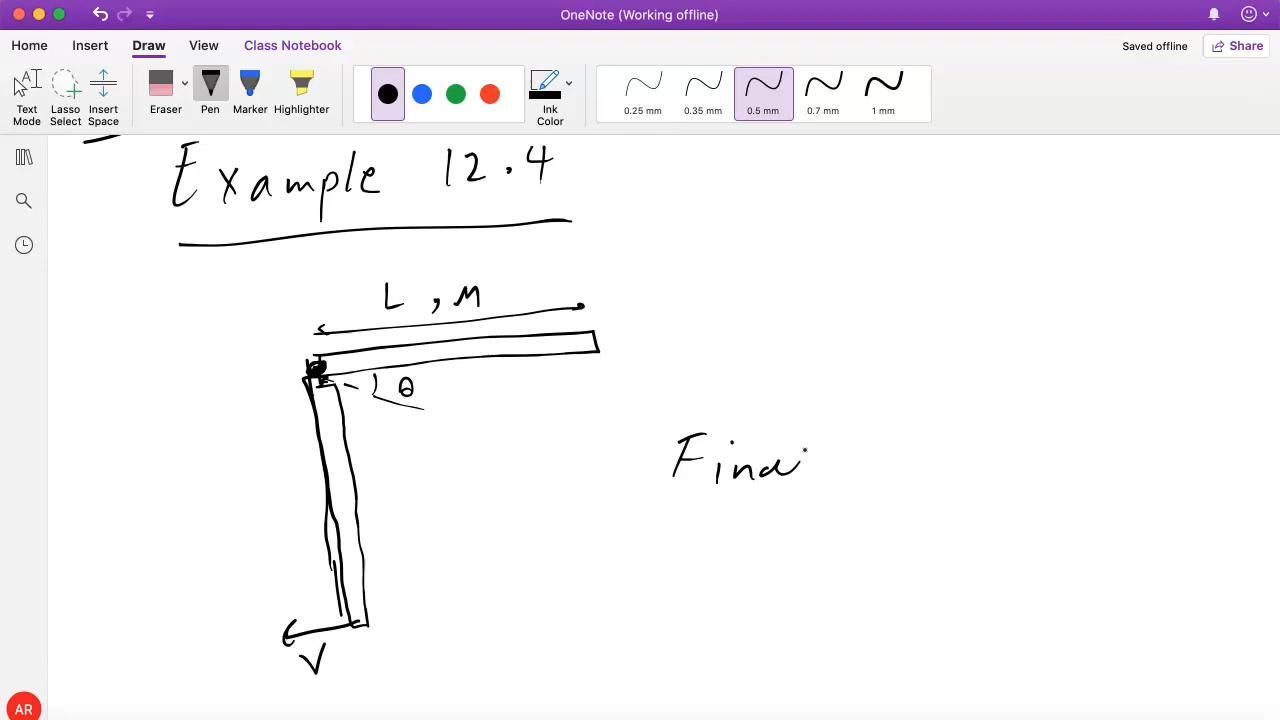 OneNote (Working offline)
Home Insert Draw View Class Notebook
Saved offline Share
Text Mode
Lasso Select
Insert Space
Eraser
Pen
Marker
Highlighter
Ink Color
0.25 mm
0.35 mm
0.5 mm
0.7 mm
1 mm
Example 12.4
L, M
θ
Find
V
AR